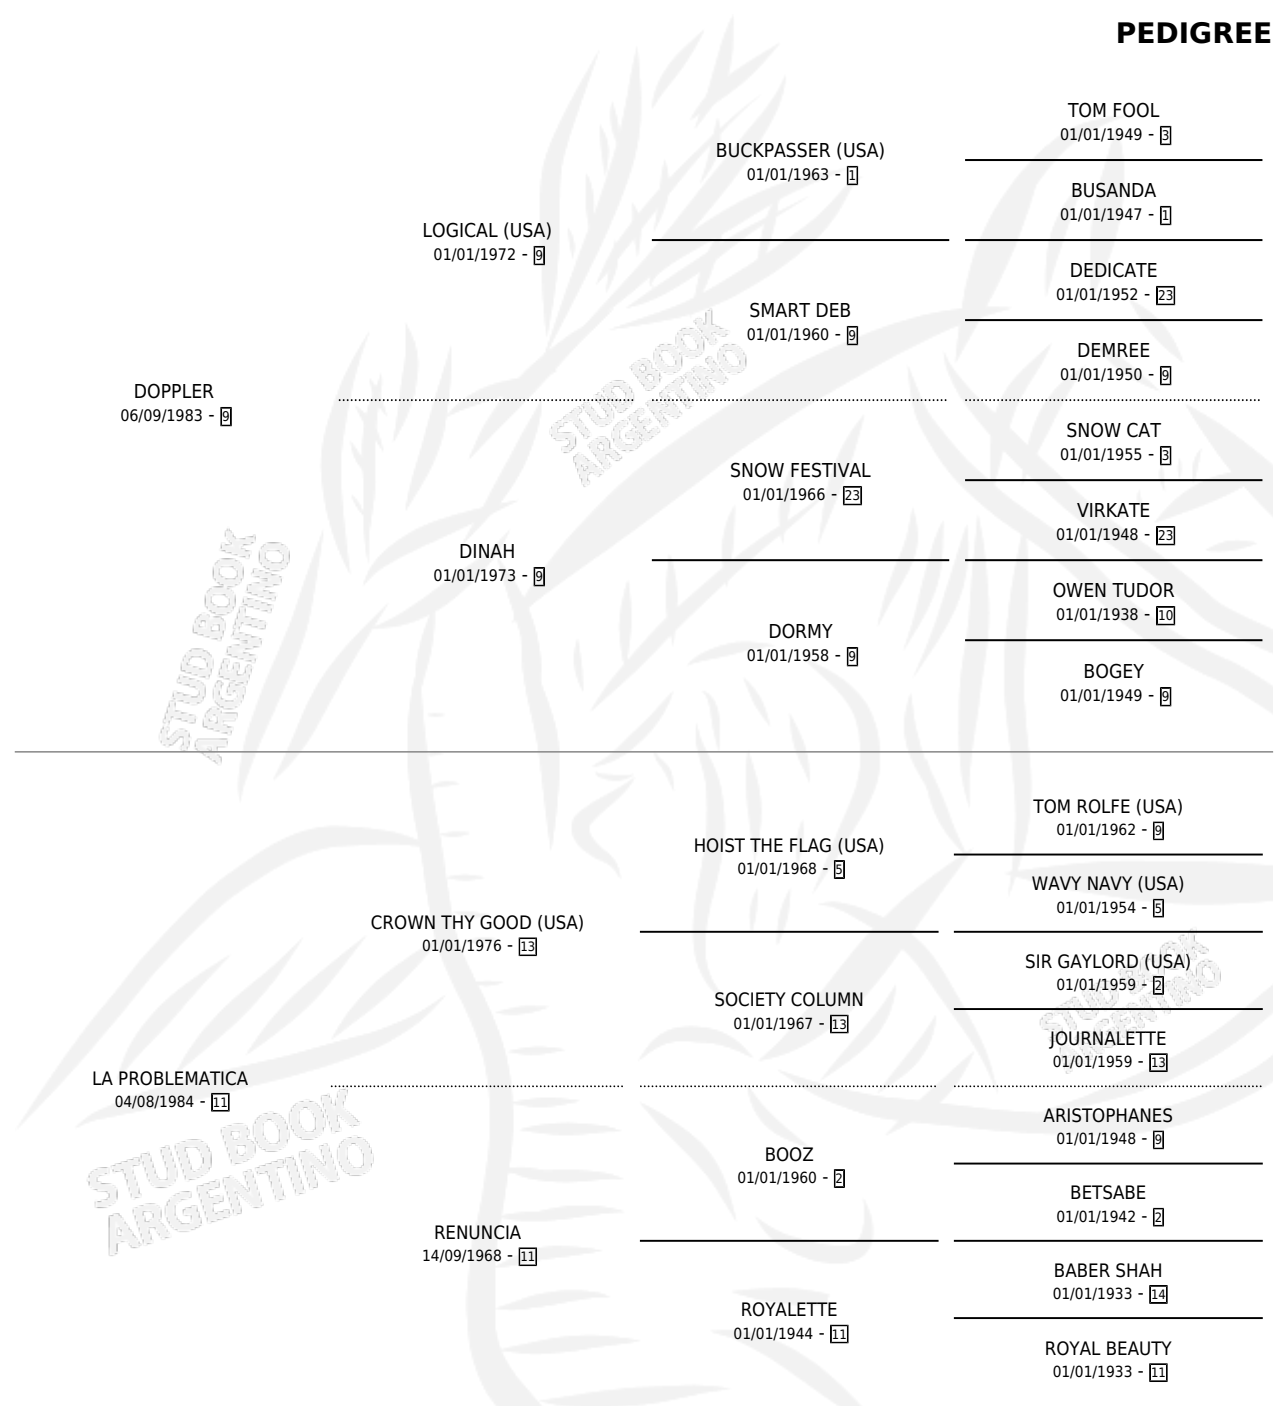 PEDIGREE
TOM FOOL
01/01/1949 - 3
BUCKPASSER (USA)
01/01/1963 - 1
BUSANDA
01/01/1947 - 1
LOGICAL (USA)
01/01/1972 - 9
DEDICATE
01/01/1952 - 23
SMART DEB
01/01/1960 - 9
DEMREE
01/01/1950 - 9
DOPPLER
06/09/1983 - 9
SNOW CAT
01/01/1955 - 3
SNOW FESTIVAL
01/01/1966 - 23
VIRKATE
01/01/1948 - 23
DINAH
01/01/1973 - 9
OWEN TUDOR
01/01/1938 - 10
DORMY
01/01/1958 - 9
BOGEY
01/01/1949 - 9
TOM ROLFE (USA)
01/01/1962 - 9
HOIST THE FLAG (USA)
01/01/1968 - 5
WAVY NAVY (USA)
01/01/1954 - 5
CROWN THY GOOD (USA)
01/01/1976 - 13
SIR GAYLORD (USA)
01/01/1959 - 2
SOCIETY COLUMN
01/01/1967 - 13
JOURNALETTE
01/01/1959 - 13
LA PROBLEMATICA
04/08/1984 - 11
ARISTOPHANES
01/01/1948 - 9
BOOZ
01/01/1960 - 2
BETSABE
01/01/1942 - 2
RENUNCIA
14/09/1968 - 11
BABER SHAH
01/01/1933 - 14
ROYALETTE
01/01/1944 - 11
ROYAL BEAUTY
01/01/1933 - 11
STUD BOOK
ARGENTINO
STUD BOOK
ARGENTINO
STUD BOOK
ARGENTINO
STUD BOOK
ARGENTINO